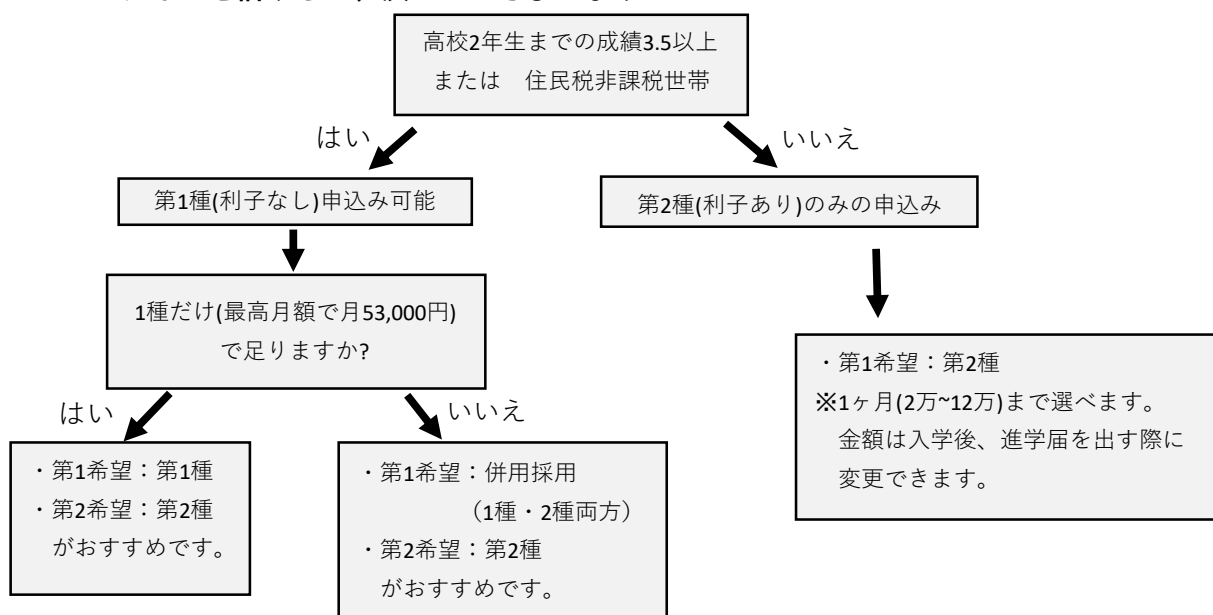 高校2年生までの成績3.5以上
または　住民税非課税世帯
はい
いいえ
第1種(利子なし)申込み可能
第2種(利子あり)のみの申込み
1種だけ(最高月額で月53,000円)
で足りますか?
はい
いいえ
・第1希望：第1種
・第2希望：第2種
がおすすめです。
・第1希望：併用採用
（1種・2種両方）
・第2希望：第2種
がおすすめです。
・第1希望：第2種
※1ヶ月(2万~12万)まで選べます。
金額は入学後、進学届を出す際に
変更できます。